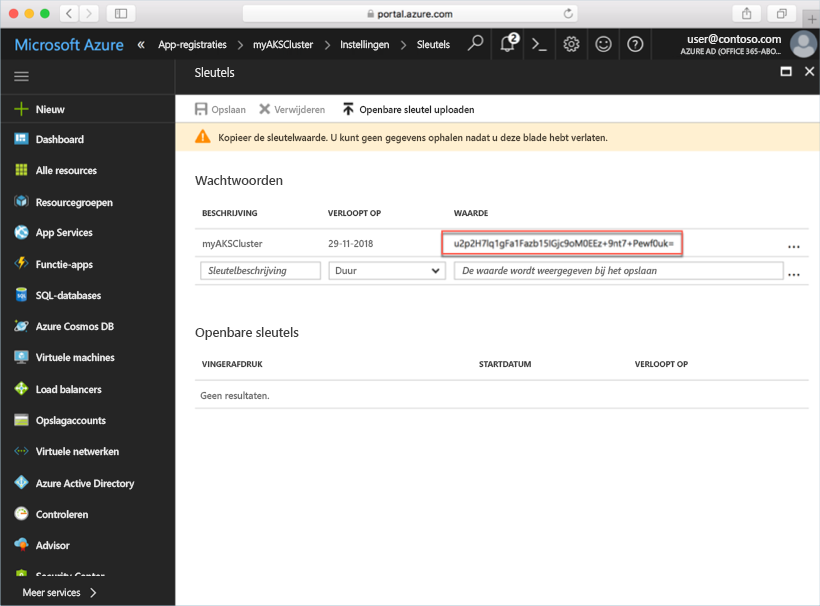 portal.azure.com
Microsoft Azure « App-registraties > myAKSCluster > Instellingen > Sleutels
2
user@contoso.com
AZURE AD (OFFICE 365-ABO...
Sleutels
Nieuw
Dashboard
Alle resources
Resourcegroepen
App Services
Functie-apps
SQL-databases
Azure Cosmos DB
Virtuele machines
Load balancers
Opslagaccounts
Virtuele netwerken
Azure Active Directory
Controleren
Advisor
Security Center
Meer services >
Opslaan Verwijderen Openbare sleutel uploaden
Kopieer de sleutelwaarde. U kunt geen gegevens ophalen nadat u deze blade hebt verlaten.
Wachtwoorden
BESCHRIJVING VERLOOPT OP WAARDE
myAKSCluster 29-11-2018 u2p2H7lq1gFa1Fazb15IGjc9oM0EEz+9nt7+Pewf0uk= ...
Sleutelbeschrijving Duur De waarde wordt weergegeven bij het opslaan ...
Openbare sleutels
VINGERAFDRUK STARTDATUM VERLOOPT OP
Geen resultaten.